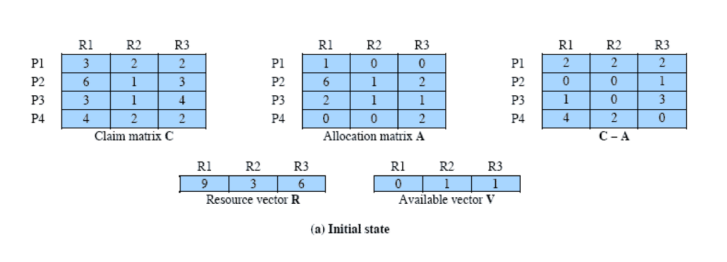 R1 R2 R3 R1 R2 R3 R1 R2 R3
P1 3 2 2 P1 1 0 0 P1 2 2 2
P2 6 1 3 P2 6 1 2 P2 0 0 1
P3 3 1 4 P3 2 1 1 P3 1 0 3
P4 4 2 2 P4 0 0 2 P4 4 2 0
Claim matrix C Allocation matrix A C – A
R1 R2 R3 R1 R2 R3
9 3 6 0 1 1
Resource vector R Available vector V
(a) Initial state